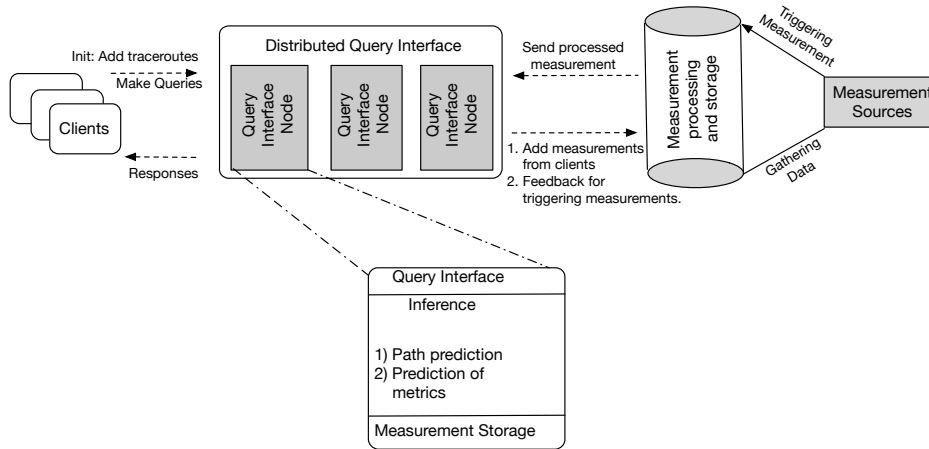 Init: Add traceroutes
Make Queries
Clients
Responses
Distributed Query Interface
Query
Interface
Node
Query
Interface
Node
Query
Interface
Node
Send processed
measurement
1. Add measurements
from clients
2. Feedback for
triggering measurements.
Measurement
processing
and storage
Triggering
Measurement
Measurement
Sources
Gathering
Data
Query Interface
Inference
1) Path prediction
2) Prediction of
metrics
Measurement Storage